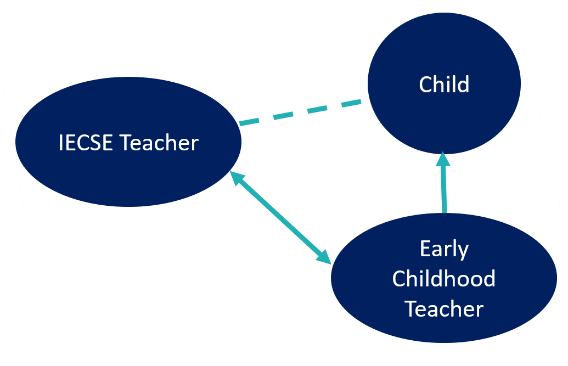 Child
IECSE Teacher
Early
Childhood
Teacher